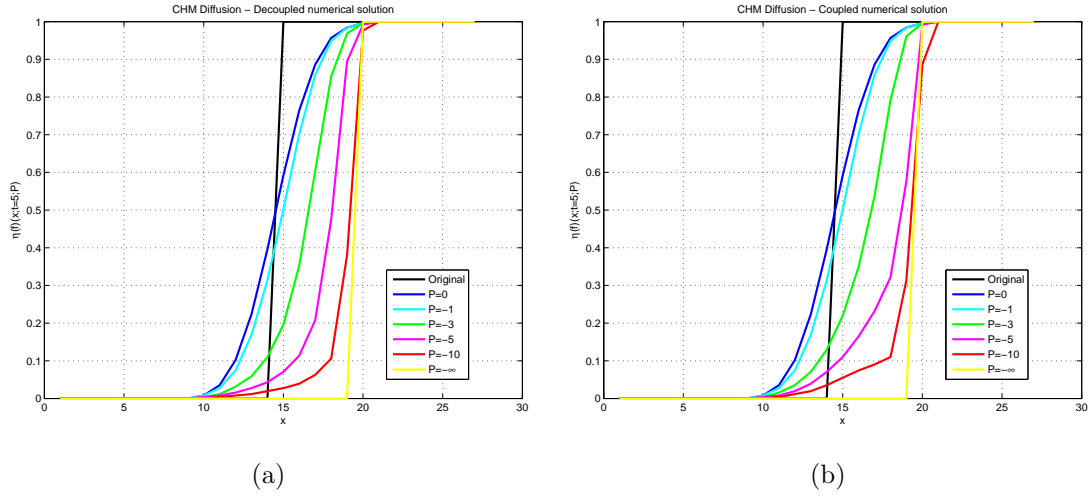 CHM Diffusion – Decoupled numerical solution
1
0.9
0.8
0.7
0.6
0.5
0.4
0.3
0.2
0.1
0
η(f)(x;t=5;P)
0 5 10 15 20 25 30
x
Original
P=0
P=−1
P=−3
P=−5
P=−10
P=−∞
(a)
CHM Diffusion – Coupled numerical solution
1
0.9
0.8
0.7
0.6
0.5
0.4
0.3
0.2
0.1
0
η(f)(x;t=5;P)
0 5 10 15 20 25 30
x
Original
P=0
P=−1
P=−3
P=−5
P=−10
P=−∞
(b)